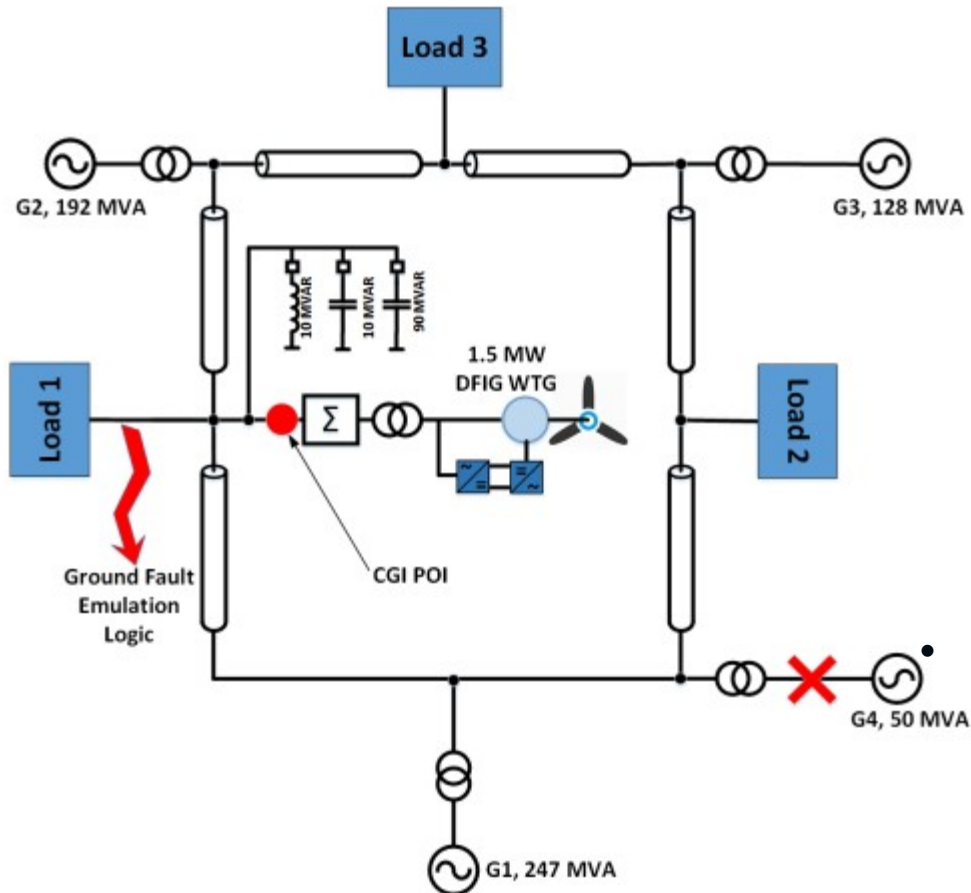 Load 3
G2, 192 MVA
G3, 128 MVA
10 MVAR
10 MVAR
90 MVAR
1.5 MW
DFIG WTG
Load 1
Σ
Load 2
Ground Fault
Emulation
Logic
CGI POI
G4, 50 MVA
G1, 247 MVA